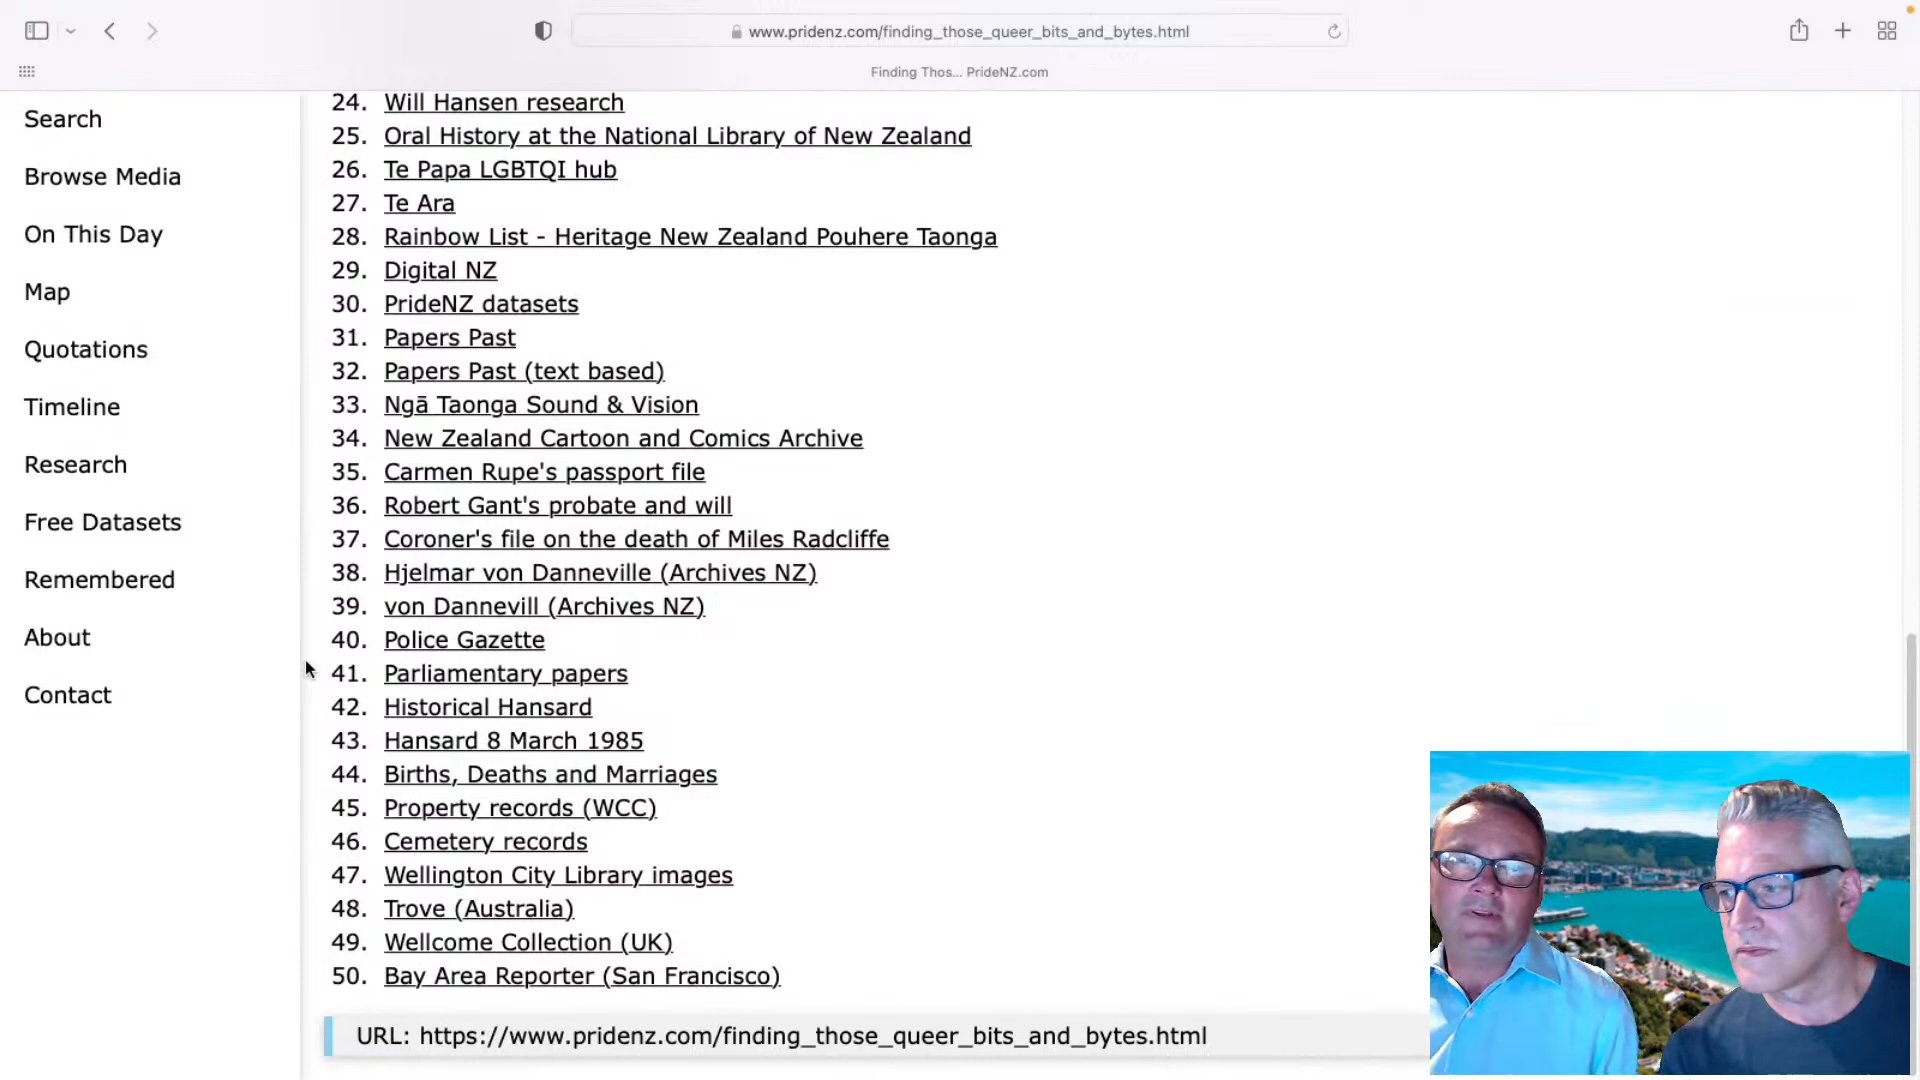 www.pridenz.com/finding_those_queer_bits_and_bytes.html
Finding Thos... PrideNZ.com
Search
Browse Media
On This Day
Map
Quotations
Timeline
Research
Free Datasets
Remembered
About
Contact
24. Will Hansen research
25. Oral History at the National Library of New Zealand
26. Te Papa LGBTQI hub
27. Te Ara
28. Rainbow List - Heritage New Zealand Pouhere Taonga
29. Digital NZ
30. PrideNZ datasets
31. Papers Past
32. Papers Past (text based)
33. Ngā Taonga Sound & Vision
34. New Zealand Cartoon and Comics Archive
35. Carmen Rupe's passport file
36. Robert Gant's probate and will
37. Coroner's file on the death of Miles Radcliffe
38. Hjelmar von Danneville (Archives NZ)
39. von Dannevill (Archives NZ)
40. Police Gazette
41. Parliamentary papers
42. Historical Hansard
43. Hansard 8 March 1985
44. Births, Deaths and Marriages
45. Property records (WCC)
46. Cemetery records
47. Wellington City Library images
48. Trove (Australia)
49. Wellcome Collection (UK)
50. Bay Area Reporter (San Francisco)
URL: https://www.pridenz.com/finding_those_queer_bits_and_bytes.html